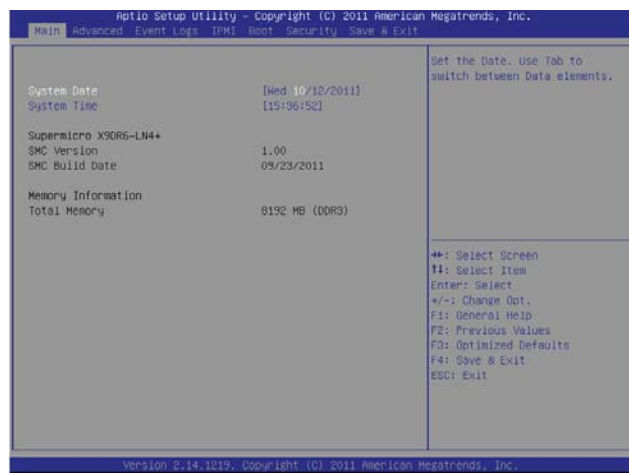 Aptio Setup Utility - Copyright (C) 2011 American Megatrends, Inc.
Main Advanced Event Logs IPMI Boot Security Save & Exit
System Date [Wed 10/12/2011]
System Time [15:36:52]
Supermicro X9DR6-LN4+
SMC Version 1.00
SMC Build Date 09/23/2011
Memory Information
Total Memory 8192 MB (DDR3)
Set the Date. Use Tab to
switch between Data elements.
→←: Select Screen
↑↓: Select Item
Enter: Select
+/-: Change Opt.
F1: General Help
F2: Previous Values
F3: Optimized Defaults
F4: Save & Exit
ESC: Exit
Version 2.14.1219. Copyright (C) 2011 American Megatrends, Inc.